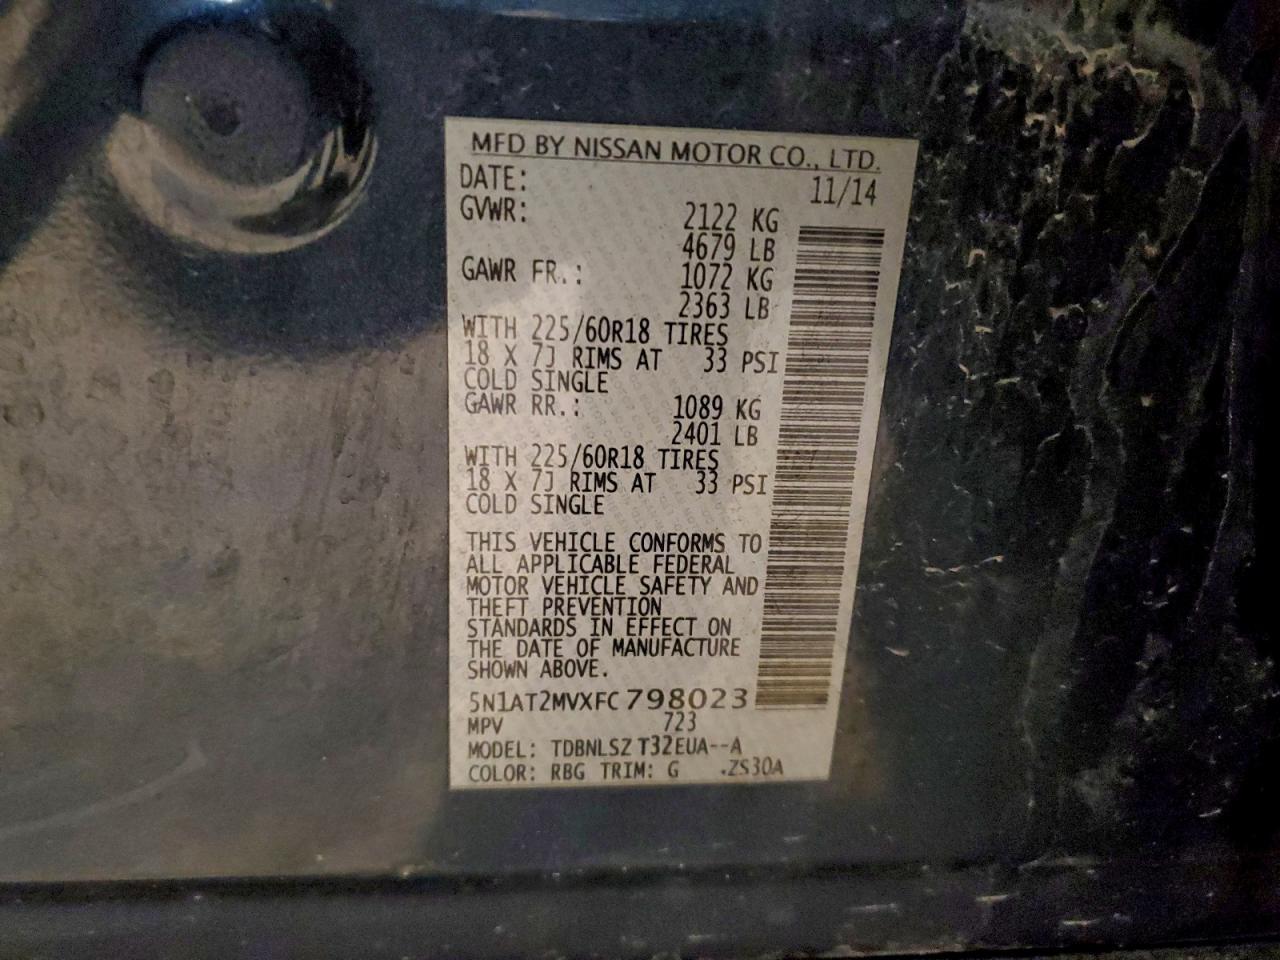 MFD BY NISSAN MOTOR CO., LTD.
DATE: 11/14
GVWR: 2122 KG
4679 LB
GAWR FR.: 1072 KG
2363 LB
WITH 225/60R18 TIRES
18 X 7J RIMS AT 33 PSI
COLD SINGLE
GAWR RR.: 1089 KG
2401 LB
WITH 225/60R18 TIRES
18 X 7J RIMS AT 33 PSI
COLD SINGLE
THIS VEHICLE CONFORMS TO
ALL APPLICABLE FEDERAL
MOTOR VEHICLE SAFETY AND
THEFT PREVENTION
STANDARDS IN EFFECT ON
THE DATE OF MANUFACTURE
SHOWN ABOVE.
5N1AT2MVXFC798023
MPV 723
MODEL: TDBNLSZ T32EUA--A
COLOR: RBG TRIM: G .ZS30A